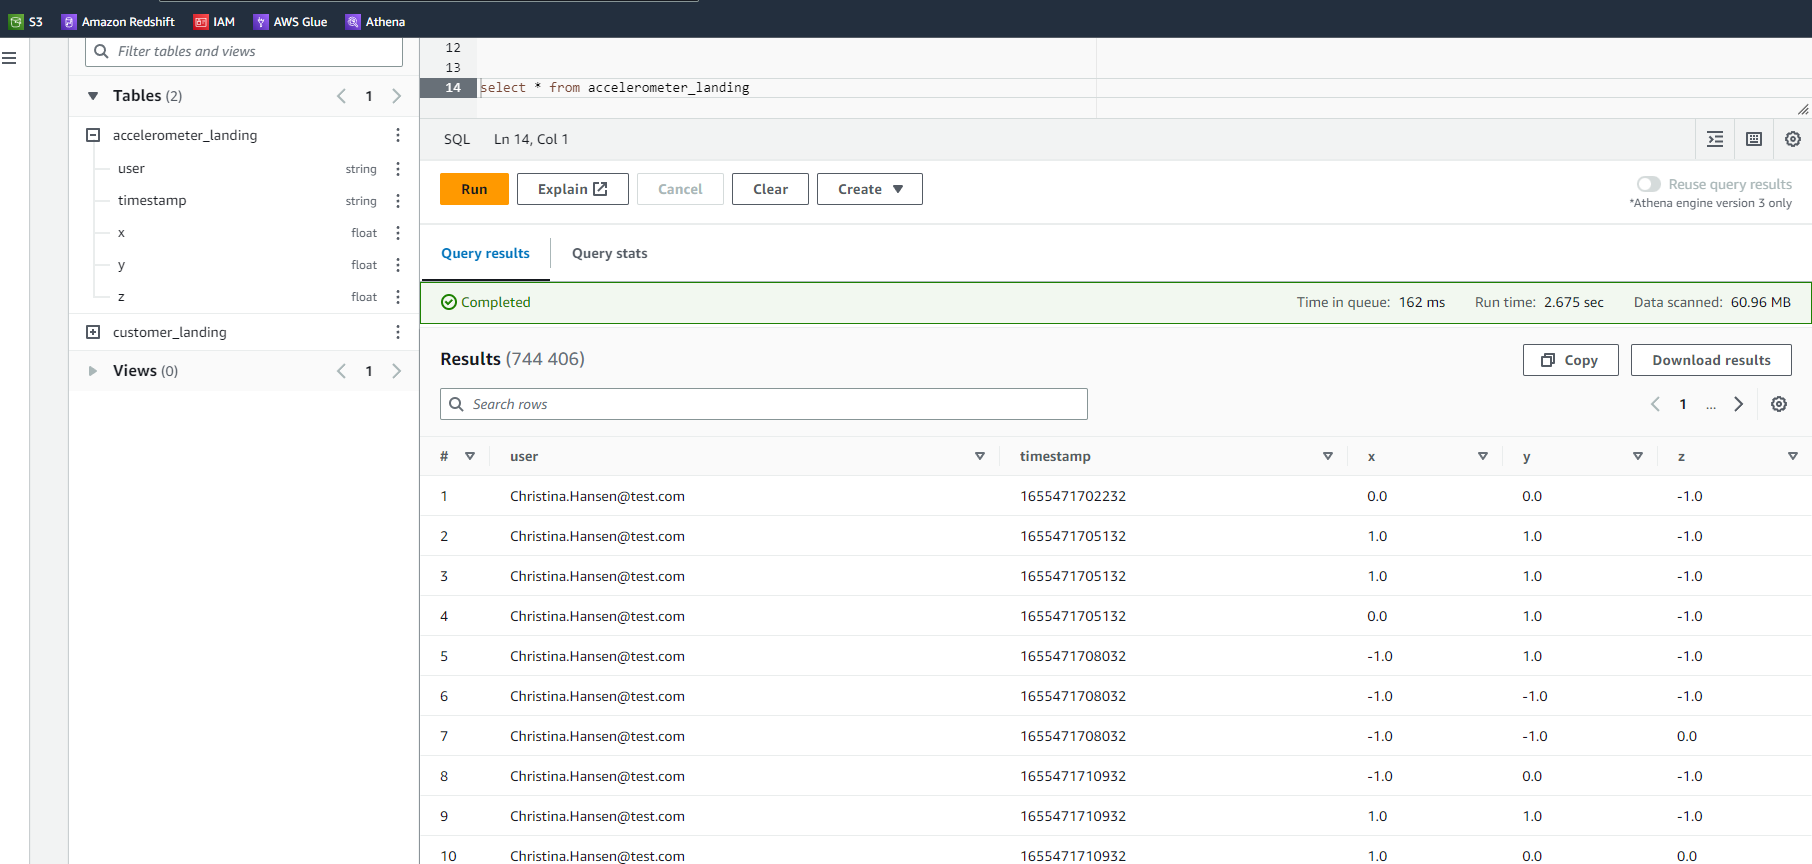 S3 Amazon Redshift IAM AWS Glue Athena
Filter tables and views
Tables (2) 1
accelerometer_landing
user string
timestamp string
x float
y float
z float
customer_landing
Views (0) 1
12
13
14 select * from accelerometer_landing
SQL Ln 14, Col 1
Run Explain Cancel Clear Create
Reuse query results
*Athena engine version 3 only
Query results Query stats
Completed Time in queue: 162 ms Run time: 2.675 sec Data scanned: 60.96 MB
Results (744 406) Copy Download results
Search rows 1 ...
# user timestamp x y z
1 Christina.Hansen@test.com 1655471702232 0.0 0.0 -1.0
2 Christina.Hansen@test.com 1655471705132 1.0 1.0 -1.0
3 Christina.Hansen@test.com 1655471705132 1.0 1.0 -1.0
4 Christina.Hansen@test.com 1655471705132 0.0 1.0 -1.0
5 Christina.Hansen@test.com 1655471708032 -1.0 1.0 -1.0
6 Christina.Hansen@test.com 1655471708032 -1.0 -1.0 -1.0
7 Christina.Hansen@test.com 1655471708032 -1.0 -1.0 0.0
8 Christina.Hansen@test.com 1655471710932 -1.0 0.0 -1.0
9 Christina.Hansen@test.com 1655471710932 1.0 1.0 -1.0
10 Christina.Hansen@test.com 1655471710932 1.0 0.0 0.0